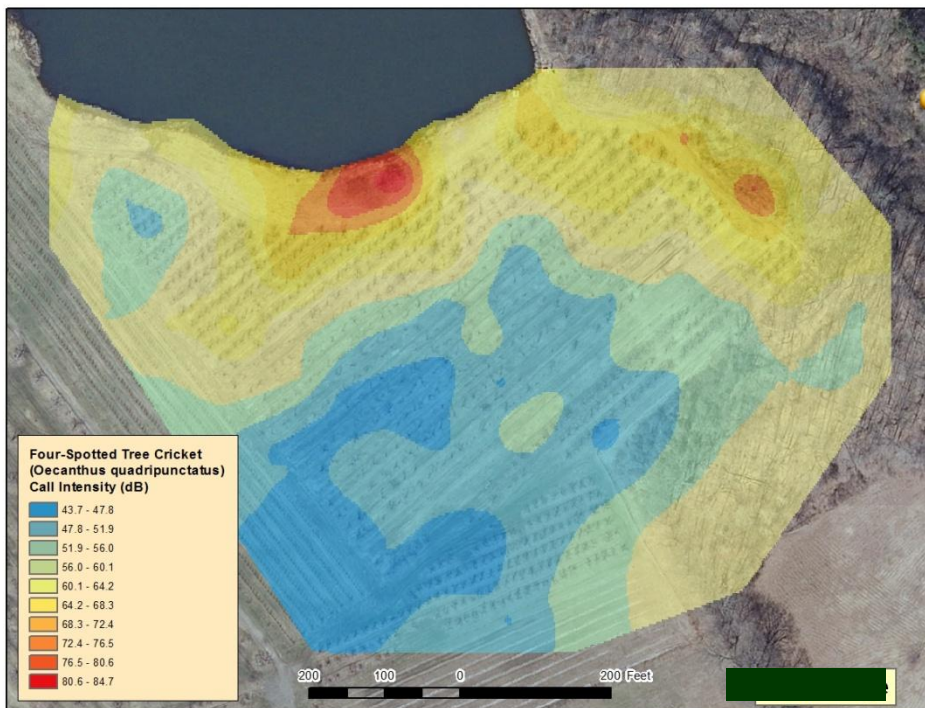 Four-Spotted Tree Cricket
(Oecanthus quadripunctatus)
Call Intensity (dB)
43.7 - 47.8
47.8 - 51.9
51.9 - 56.0
56.0 - 60.1
60.1 - 64.2
64.2 - 68.3
68.3 - 72.4
72.4 - 76.5
76.5 - 80.6
80.6 - 84.7
200 100 0 200 Feet